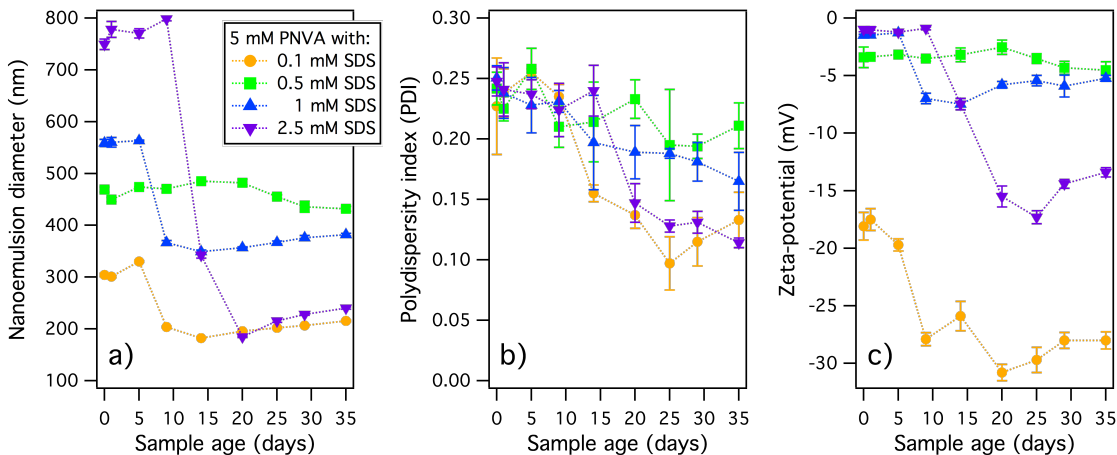 800
700
600
500
400
300
200
100
Nanoemulsion diameter (nm)
5 mM PNVA with:
0.1 mM SDS
0.5 mM SDS
1 mM SDS
2.5 mM SDS
a)
0 5 10 15 20 25 30 35
Sample age (days)
0.30
0.25
0.20
0.15
0.10
0.05
0.00
Polydispersity index (PDI)
b)
0 5 10 15 20 25 30 35
Sample age (days)
0
-5
-10
-15
-20
-25
-30
Zeta-potential (mV)
c)
0 5 10 15 20 25 30 35
Sample age (days)